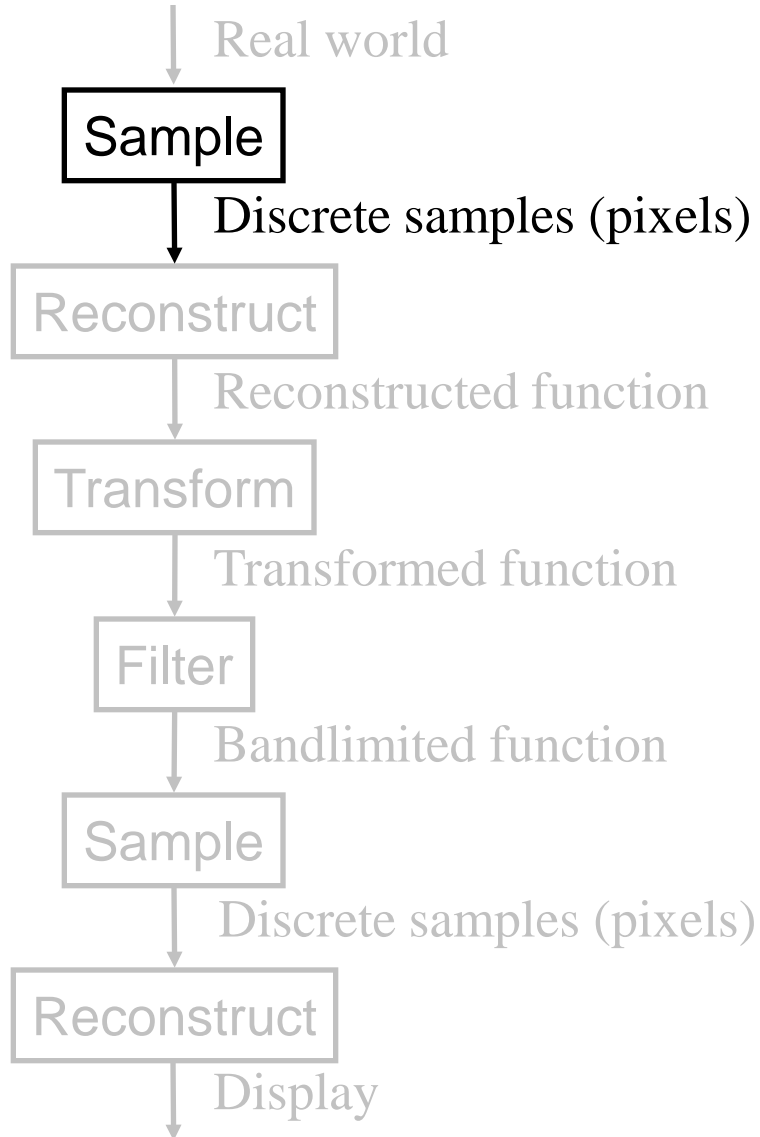 Real world
Sample
Discrete samples (pixels)
Reconstruct
Reconstructed function
Transform
Transformed function
Filter
Bandlimited function
Sample
Discrete samples (pixels)
Reconstruct
Display